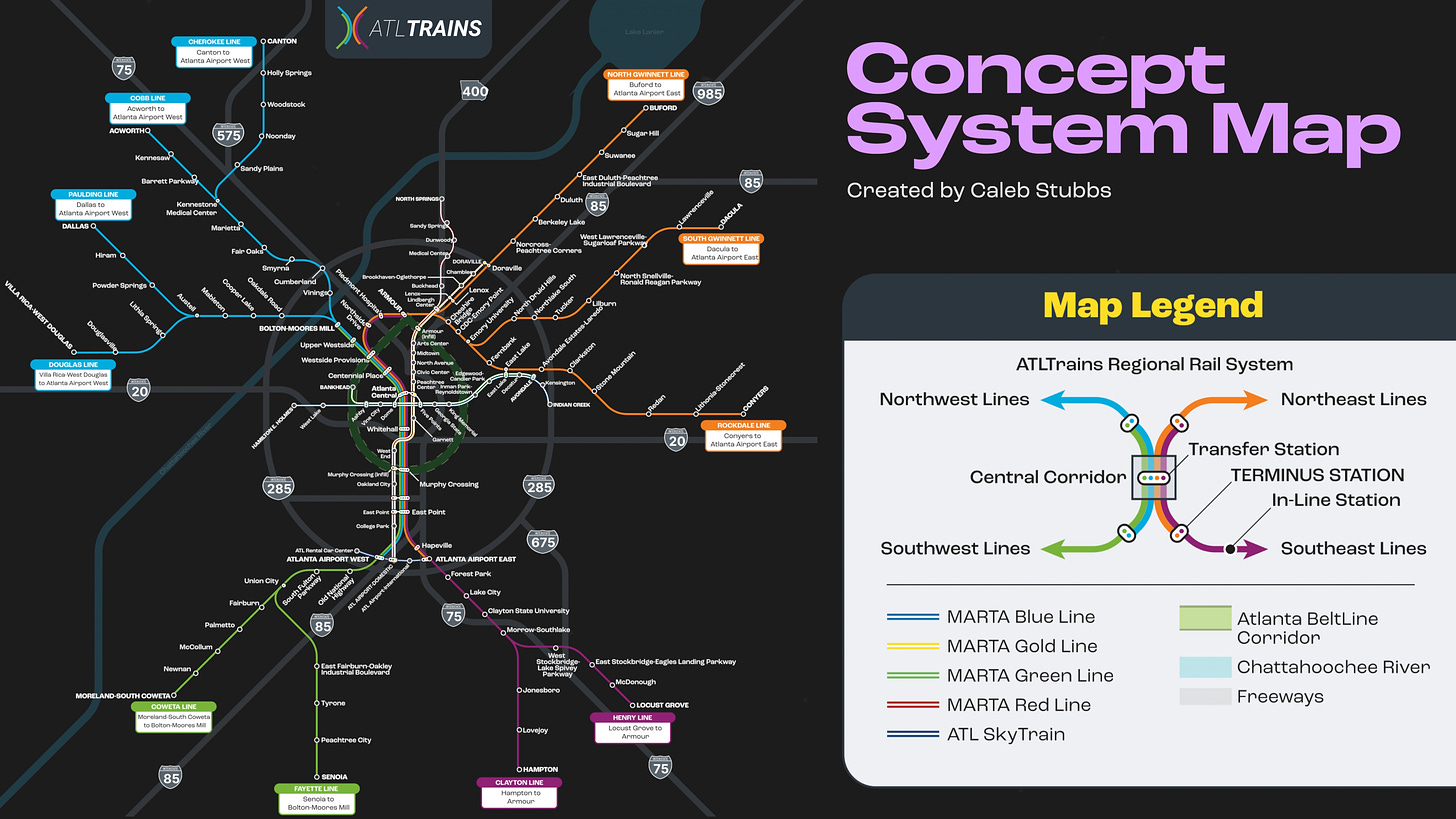 ATLTRAINS
Lake Lanier
Concept
System Map
Created by Caleb Stubbs
Map Legend
ATLTrains Regional Rail System
Northwest Lines
Northeast Lines
Transfer Station
Central Corridor
TERMINUS STATION
In-Line Station
Southwest Lines
Southeast Lines
MARTA Blue Line
MARTA Gold Line
MARTA Green Line
MARTA Red Line
ATL SkyTrain
Atlanta BeltLine
Corridor
Chattahoochee River
Freeways
CHEROKEE LINE
Canton to
Atlanta Airport West
CANTON
Holly Springs
Woodstock
Noonday
Sandy Plains
75
575
400
985
85
85
COBB LINE
Acworth to
Atlanta Airport West
ACWORTH
Kennesaw
Barrett Parkway
Kennestone
Medical Center
Marietta
Fair Oaks
Smyrna
Cumberland
Vinings
PAULDING LINE
Dallas to
Atlanta Airport West
DALLAS
Hiram
Powder Springs
VILLA RICA-WEST DOUGLAS
Douglasville
Lithia Springs
Austell
Mableton
Cooper Lake
Oakdale Road
BOLTON-MOORES MILL
DOUGLAS LINE
Villa Rica-West Douglas
to Atlanta Airport West
20
NORTH GWINNETT LINE
Buford to
Atlanta Airport East
BUFORD
Sugar Hill
Suwanee
East Duluth-Peachtree
Industrial Boulevard
Duluth
Berkeley Lake
Norcross-
Peachtree Corners
Doraville
NORTH SPRINGS
Sandy Springs
Dunwoody
Medical Center
DORAVILLE
Chamblee
Brookhaven-Oglethorpe
Buckhead
Lenox
Lenox
Lindbergh
Center
SOUTH GWINNETT LINE
Dacula to
Atlanta Airport East
DACULA
Lawrenceville
West Lawrenceville-
Sugarloaf Parkway
North Snellville-
Ronald Reagan Parkway
Lilburn
Tucker
Northlake South
North Druid Hills
Emory University
CDC-Emory Point
Cheshire
Bridge
Piedmont Hospital
Northside
Drive
ARMOUR
Armour
(Infill)
Arts Center
Midtown
North Avenue
Civic Center
Peachtree
Center
Upper Westside
Westside Provisions
Centennial Place
BANKHEAD
Atlanta
Central
Fernbank
East Lake
Avondale Estates-Laredo
Clarkston
Stone Mountain
Redan
Lithonia-Stonecrest
CONYERS
ROCKDALE LINE
Conyers to
Atlanta Airport East
20
Edgewood-
Candler Park
Inman Park-
Reynoldstown
East Lake
Decatur
AVONDALE
Kensington
INDIAN CREEK
HAMILTON E. HOLMES
West Lake
Ashby
Vine City
Dome
Five Points
Georgia State
King Memorial
Garnett
Whitehall
West
End
Murphy Crossing (Infill)
Oakland City
Murphy Crossing
285
285
675
East Point
East Point
College Park
Hapeville
ATL Rental Car Center
ATLANTA AIRPORT WEST
ATLANTA AIRPORT EAST
ATL AIRPORT-DOMESTIC
ATL Airport-International
Chattahoochee River
Union City
South Fulton
Parkway
Old National
Highway
Fairburn
Palmetto
McCollum
Newnan
MORELAND-SOUTH COWETA
COWETA LINE
Moreland-South Coweta
to Bolton-Moores Mill
85
85
East Fairburn-Oakley
Industrial Boulevard
Tyrone
Peachtree City
SENOIA
FAYETTE LINE
Senoia to
Bolton-Moores Mill
Forest Park
Lake City
75
Clayton State University
Morrow-Southlake
West
Stockbridge-
Lake Spivey
Parkway
East Stockbridge-Eagles Landing Parkway
McDonough
LOCUST GROVE
HENRY LINE
Locust Grove to
Armour
Jonesboro
Lovejoy
HAMPTON
CLAYTON LINE
Hampton to
Armour
75